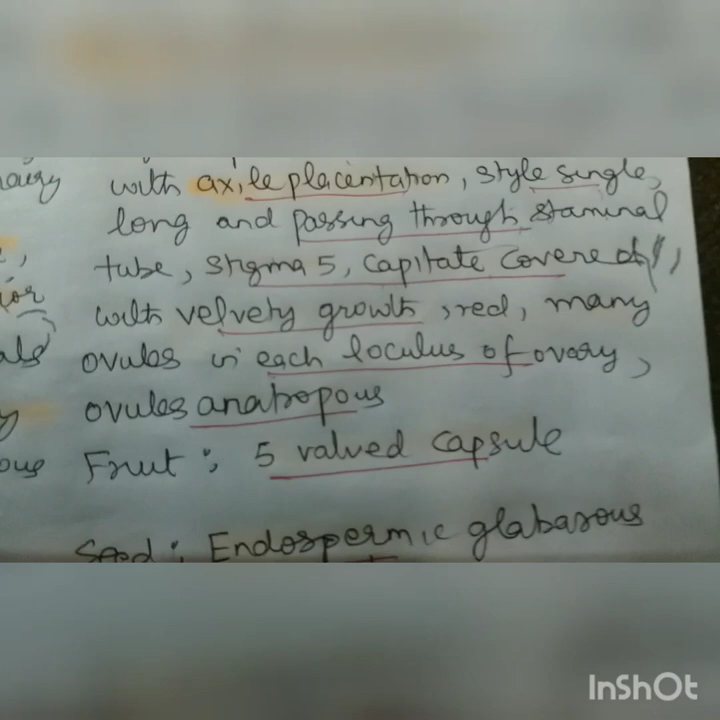 with axile placentation, style single,
long and passing through staminal
tube, stigma 5, capitate covered,
with velvety growth, red, many
ovules in each loculus of ovary,
ovules anatropous
Fruit: 5 valved capsule
Seed: Endospermic glabarous
InShOt